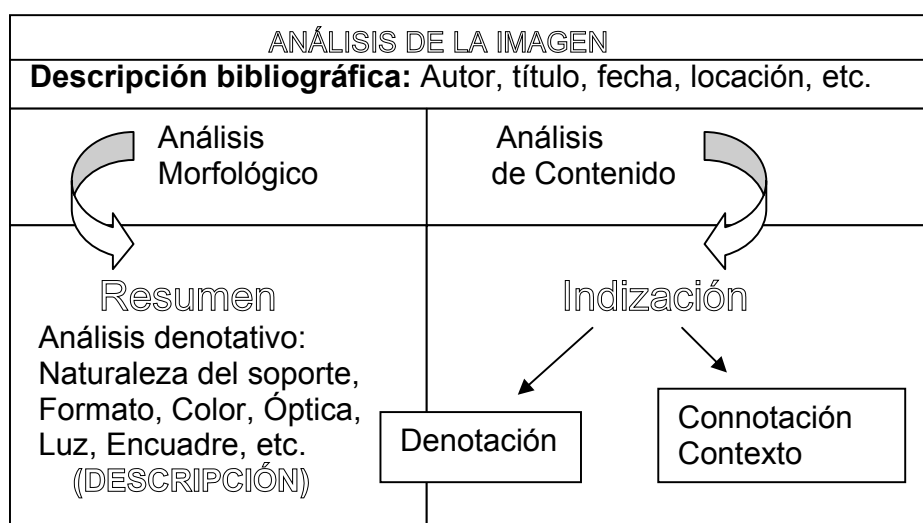 ANÁLISIS DE LA IMAGEN
Descripción bibliográfica: Autor, título, fecha, locación, etc.
Análisis
Morfológico
Análisis
de Contenido
Resumen
Análisis denotativo:
Naturaleza del soporte,
Formato, Color, Óptica,
Luz, Encuadre, etc.
(DESCRIPCIÓN)
Indización
Denotación
Connotación
Contexto